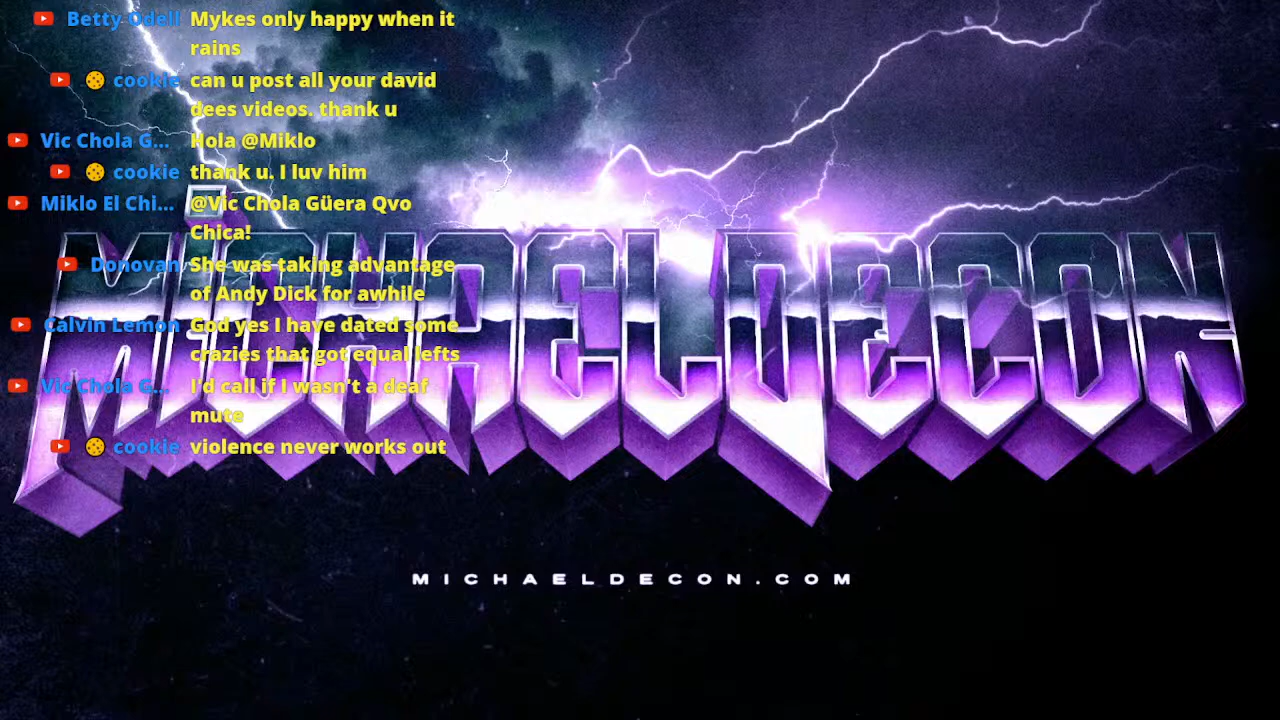 Betty Odell Mykes only happy when it
rains
cookie can u post all your david
dees videos. thank u
Vic Chola G... Hola @Miklo
cookie thank u. I luv him
Miklo El Chi... @Vic Chola Güera Qvo
Chica!
Donovan She was taking advantage
of Andy Dick for awhile
Calvin Lemon God yes I have dated some
crazies that got equal lefts
Vic Chola G... I'd call if I wasn't a deaf
mute
cookie violence never works out
MICHAELDECON
MICHAELDECON.COM